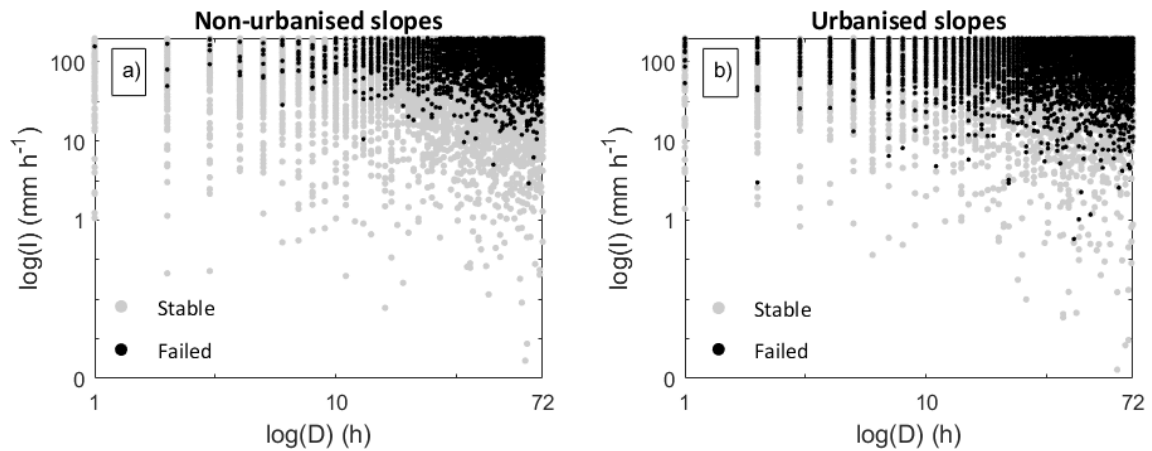 Non-urbanised slopes
a)
100
10
1
0
log(I) (mm h⁻¹)
Stable
Failed
1
10
72
log(D) (h)
Urbanised slopes
b)
100
10
1
0
log(I) (mm h⁻¹)
Stable
Failed
1
10
72
log(D) (h)